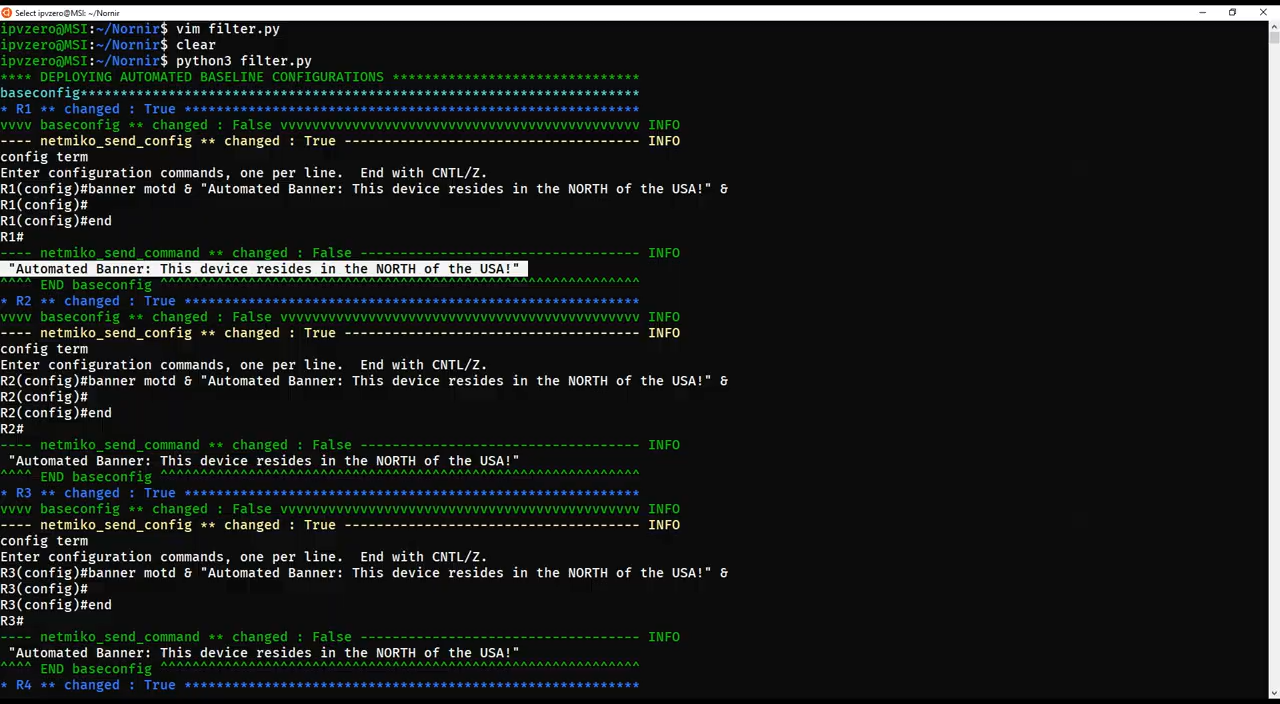 Select ipvzero@MSI: ~/Nornir
ipvzero@MSI:~/Nornir$ vim filter.py
ipvzero@MSI:~/Nornir$ clear
ipvzero@MSI:~/Nornir$ python3 filter.py
**** DEPLOYING AUTOMATED BASELINE CONFIGURATIONS *******************************
baseconfig**********************************************************************
* R1 ** changed : True *********************************************************
vvvv baseconfig ** changed : False vvvvvvvvvvvvvvvvvvvvvvvvvvvvvvvvvvvvvvvvvvvvv INFO
---- netmiko_send_config ** changed : True ------------------------------------- INFO
config term
Enter configuration commands, one per line.  End with CNTL/Z.
R1(config)#banner motd & "Automated Banner: This device resides in the NORTH of the USA!" &
R1(config)#
R1(config)#end
R1#
---- netmiko_send_command ** changed : False ----------------------------------- INFO
"Automated Banner: This device resides in the NORTH of the USA!"
^^^^ END baseconfig ^^^^^^^^^^^^^^^^^^^^^^^^^^^^^^^^^^^^^^^^^^^^^^^^^^^^^^^^^^^^
* R2 ** changed : True *********************************************************
vvvv baseconfig ** changed : False vvvvvvvvvvvvvvvvvvvvvvvvvvvvvvvvvvvvvvvvvvvvv INFO
---- netmiko_send_config ** changed : True ------------------------------------- INFO
config term
Enter configuration commands, one per line.  End with CNTL/Z.
R2(config)#banner motd & "Automated Banner: This device resides in the NORTH of the USA!" &
R2(config)#
R2(config)#end
R2#
---- netmiko_send_command ** changed : False ----------------------------------- INFO
"Automated Banner: This device resides in the NORTH of the USA!"
^^^^ END baseconfig ^^^^^^^^^^^^^^^^^^^^^^^^^^^^^^^^^^^^^^^^^^^^^^^^^^^^^^^^^^^^
* R3 ** changed : True *********************************************************
vvvv baseconfig ** changed : False vvvvvvvvvvvvvvvvvvvvvvvvvvvvvvvvvvvvvvvvvvvvv INFO
---- netmiko_send_config ** changed : True ------------------------------------- INFO
config term
Enter configuration commands, one per line.  End with CNTL/Z.
R3(config)#banner motd & "Automated Banner: This device resides in the NORTH of the USA!" &
R3(config)#
R3(config)#end
R3#
---- netmiko_send_command ** changed : False ----------------------------------- INFO
"Automated Banner: This device resides in the NORTH of the USA!"
^^^^ END baseconfig ^^^^^^^^^^^^^^^^^^^^^^^^^^^^^^^^^^^^^^^^^^^^^^^^^^^^^^^^^^^^
* R4 ** changed : True *********************************************************